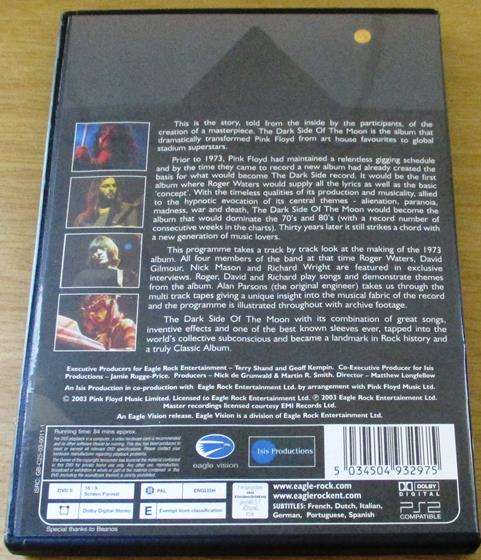 This is the story, told from the inside by the participants, of the
creation of a masterpiece. The Dark Side Of The Moon is the album that
dramatically transformed Pink Floyd from art house favourites to global
stadium superstars.
Prior to 1973, Pink Floyd had maintained a relentless gigging schedule
and by the time they came to record a new album had already created the
basis for what would become The Dark Side record. It would be the first
album where Roger Waters would supply all the lyrics as well as the basic
'concept'. With the timeless qualities of its production and musicality, allied
to the hypnotic evocation of its central themes - alienation, paranoia,
madness, war and death, The Dark Side Of The Moon would become the
album that would dominate the 70's and 80's (with a record number of
consecutive weeks in the charts). Thirty years later it still strikes a chord with
a new generation of music lovers.
This programme takes a track by track look at the making of the 1973
album. All four members of the band at that time Roger Waters, David
Gilmour, Nick Mason and Richard Wright are featured in exclusive
interviews. Roger, David and Richard play songs and demonstrate themes
from the album. Alan Parsons (the original engineer) takes us through the
multi track tapes giving a unique insight into the musical fabric of the record
and the programme is illustrated throughout with archive footage.
The Dark Side Of The Moon with its combination of great songs,
inventive effects and one of the best known sleeves ever, tapped into the
world's collective subconscious and became a landmark in Rock history and
a truly Classic Album.
Executive Producers for Eagle Rock Entertainment - Terry Shand and Geoff Kempin. Co-Executive Producer for Isis
Productions - Jamie Rugge-Price. Producers - Nick de Grunwald & Martin R. Smith. Director - Matthew Longfellow
An Isis Production in co-production with Eagle Rock Entertainment Ltd. by arrangement with Pink Floyd Music Ltd.
© 2003 Pink Floyd Music Limited. Licensed to Eagle Rock Entertainment Ltd. ℗ 2003 Eagle Rock Entertainment Ltd.
Master recordings licensed courtesy EMI Records Ltd.
An Eagle Vision release. Eagle Vision is a division of Eagle Rock Entertainment Ltd.
Running time: 84 mins approx.
eagle vision
Isis Productions
5 034504 932975
DVD 5
16 : 9
Screen Format
PAL
ENGLISH
Dolby Digital Stereo
E
Exempt from classification
www.eagle-rock.com
www.eaglerockent.com
Subtitles: French, Dutch, Italian,
German, Portuguese, Spanish
DOLBY
DIGITAL
PS2
COMPATIBLE
Special thanks to Beanos